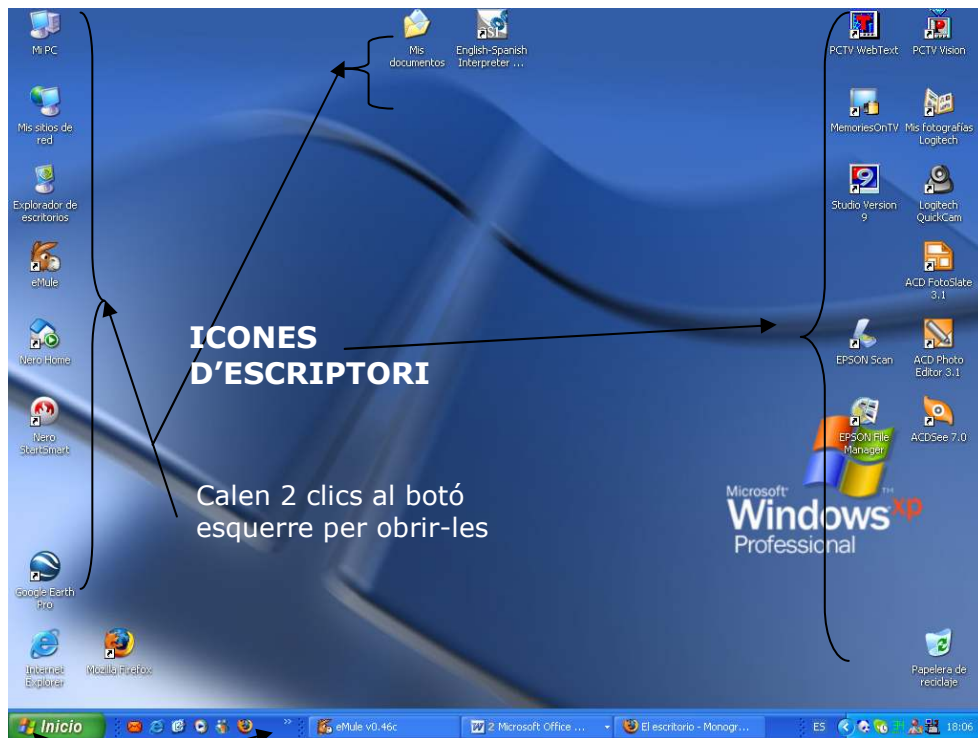 Mi PC
Mis sitios de
red
Explorador de
escritorios
eMule
Nero Home
Nero
StartSmart
Google Earth
Pro
Internet
Explorer
Mozilla Firefox
Mis
documentos
English-Spanish
Interpreter ...
PCTV WebText
PCTV Vision
MemoriesOnTV
Mis fotografías
Logitech
Studio Version
9
Logitech
QuickCam
ACD FotoSlate
3.1
EPSON Scan
ACD Photo
Editor 3.1
EPSON File
Manager
ACDSee 7.0
Papelera de
reciclaje
ICONES
D'ESCRIPTORI
Calen 2 clics al botó
esquerre per obrir-les
Microsoft
Windows xp
Professional
Inicio
eMule v0.46c
2 Microsoft Office ...
El escritorio - Monogr...
ES
18:06